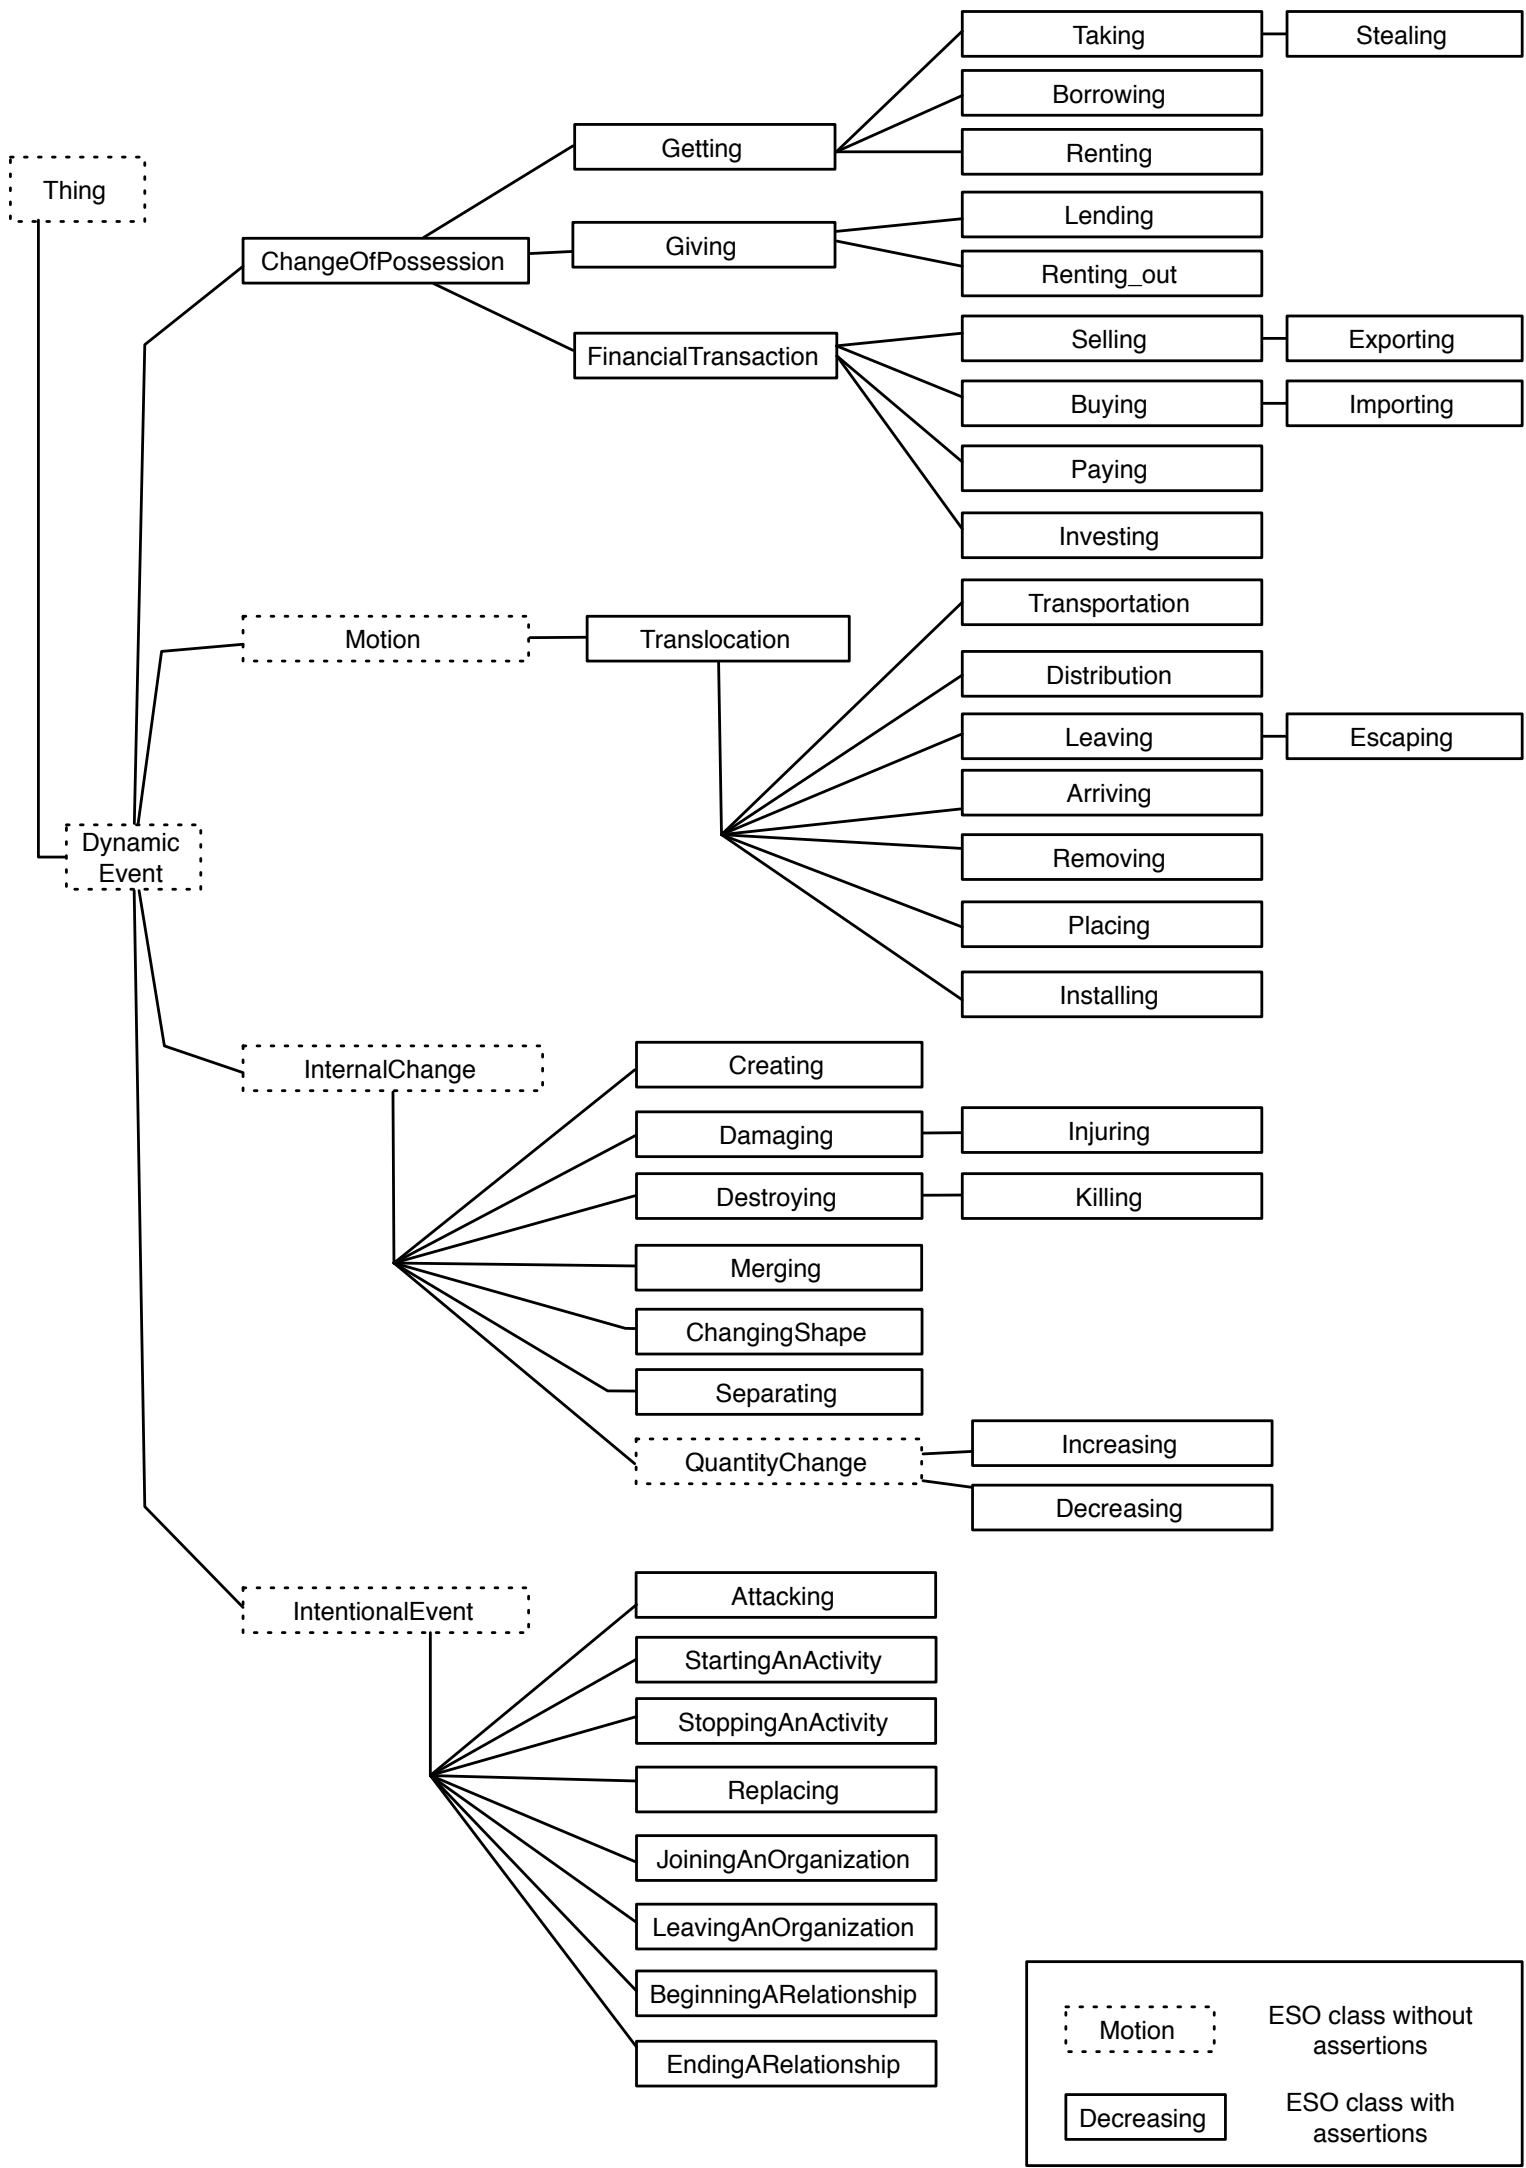 Thing
Dynamic
Event
ChangeOfPossession
Getting
Taking
Stealing
Borrowing
Renting
Giving
Lending
Renting_out
FinancialTransaction
Selling
Exporting
Buying
Importing
Paying
Investing
Motion
Translocation
Transportation
Distribution
Leaving
Escaping
Arriving
Removing
Placing
Installing
InternalChange
Creating
Damaging
Injuring
Destroying
Killing
Merging
ChangingShape
Separating
QuantityChange
Increasing
Decreasing
IntentionalEvent
Attacking
StartingAnActivity
StoppingAnActivity
Replacing
JoiningAnOrganization
LeavingAnOrganization
BeginningARelationship
EndingARelationship
Motion
ESO class without
assertions
Decreasing
ESO class with
assertions